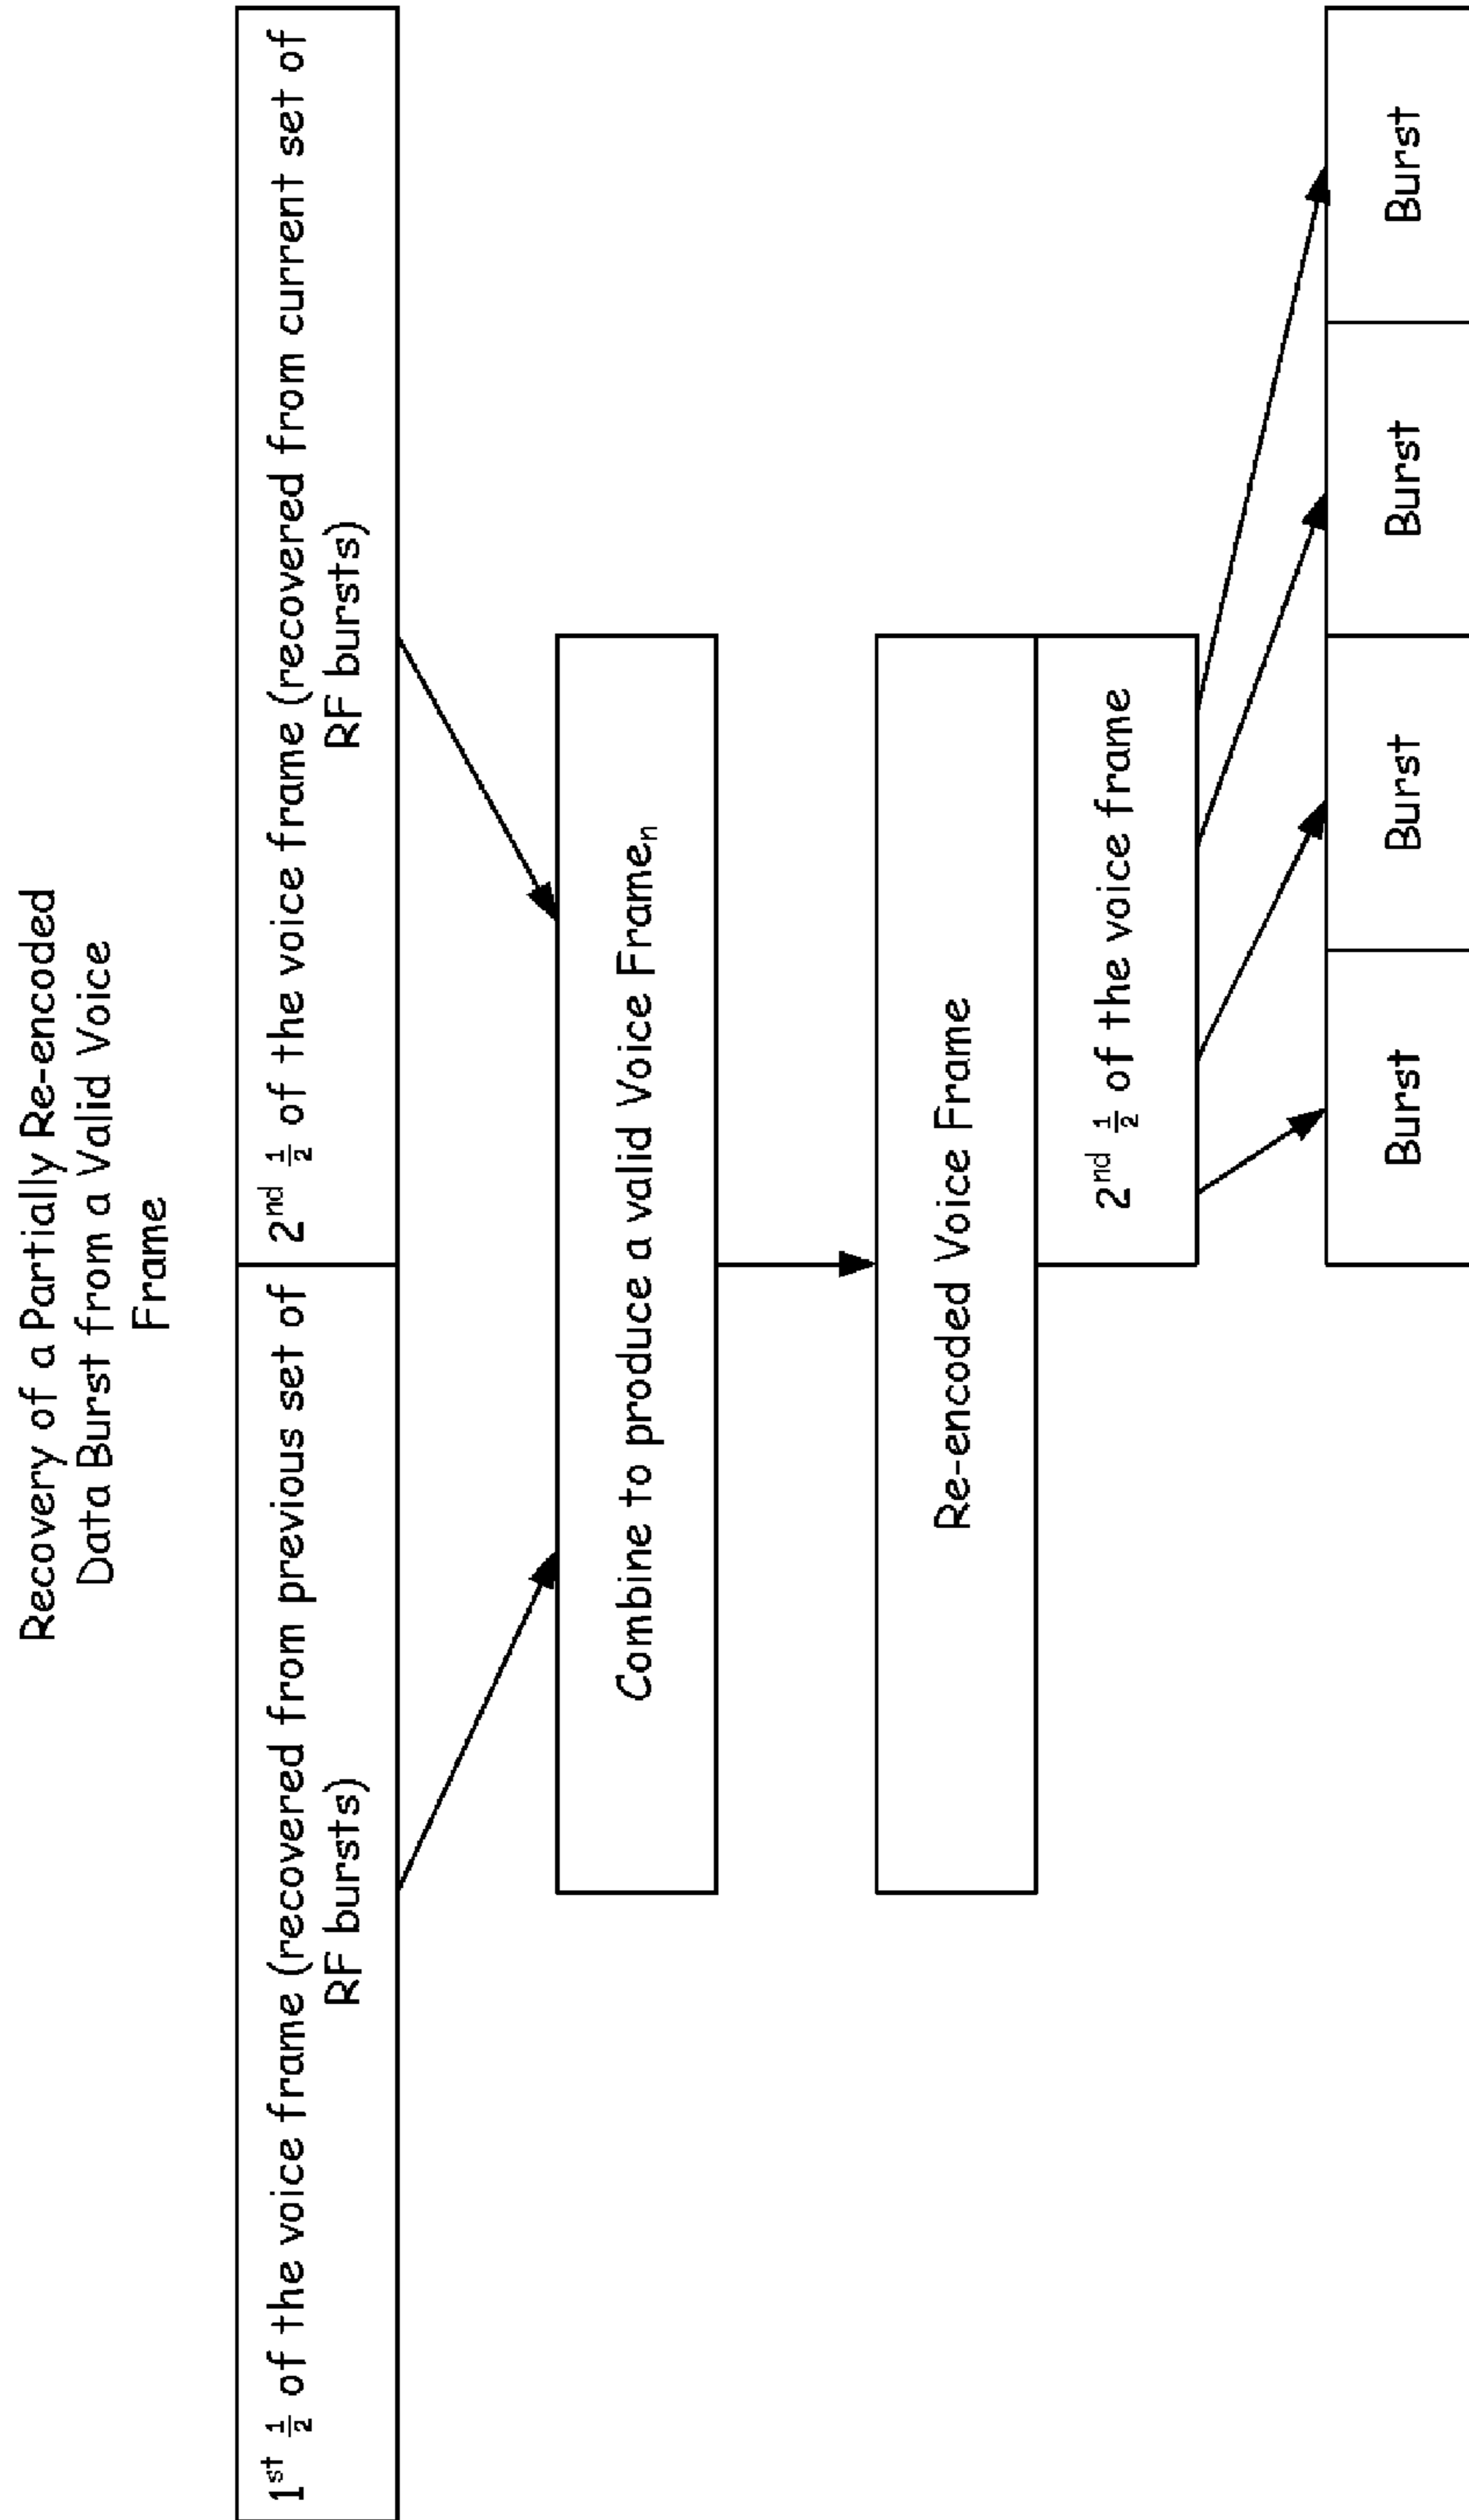 Recovery of a Partially Re-encoded
Data Burst from a Valid Voice
Frame
1st ½ of the voice frame (recovered from previous set of
RF bursts)
2nd ½ of the voice frame (recovered from current set of
RF bursts)
Combine to produce a valid Voice Framen
Re-encoded Voice Frame
2nd ½ of the voice frame
Burst
Burst
Burst
Burst